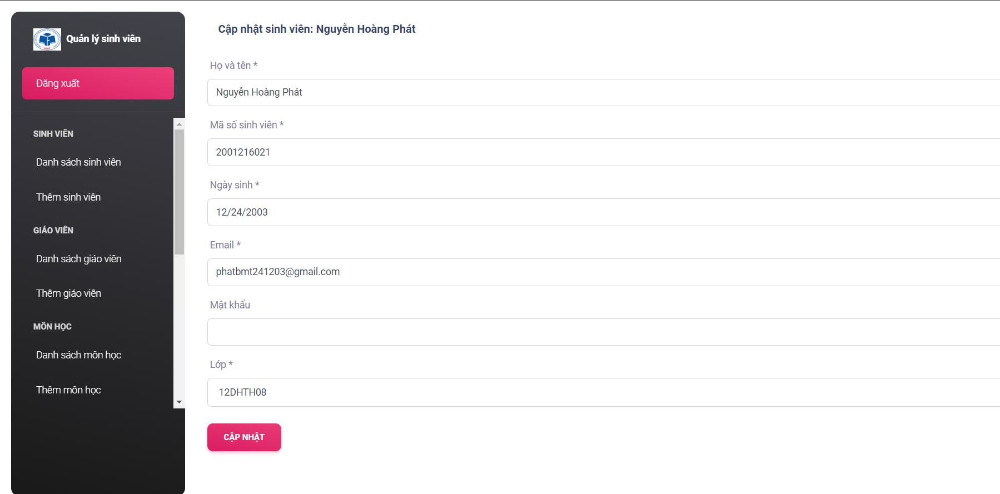 Quản lý sinh viên
Đăng xuất
SINH VIÊN
Danh sách sinh viên
Thêm sinh viên
GIÁO VIÊN
Danh sách giáo viên
Thêm giáo viên
MÔN HỌC
Danh sách môn học
Thêm môn học
Cập nhật sinh viên: Nguyễn Hoàng Phát
Họ và tên *
Nguyễn Hoàng Phát
Mã số sinh viên *
2001216021
Ngày sinh *
12/24/2003
Email *
phatbmt241203@gmail.com
Mật khẩu
Lớp *
12DHTH08
CẬP NHẬT